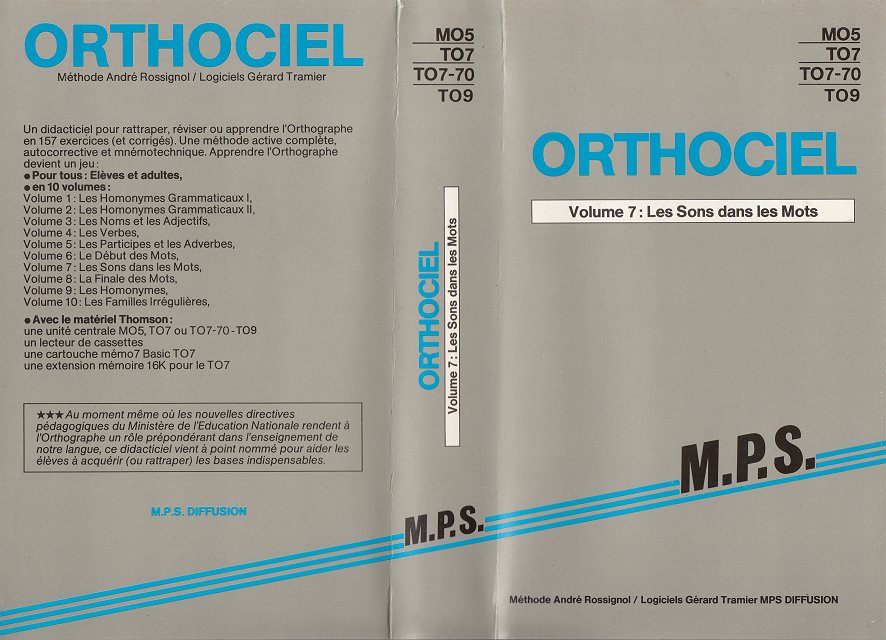 ORTHOCIEL
Méthode André Rossignol / Logiciels Gérard Tramier
Un didacticiel pour rattraper, réviser ou apprendre l'Orthographe
en 157 exercices (et corrigés). Une méthode active complète,
autocorrective et mnémotechnique. Apprendre l'Orthographe
devient un jeu :
● Pour tous : Elèves et adultes,
● en 10 volumes :
Volume 1 : Les Homonymes Grammaticaux I,
Volume 2 : Les Homonymes Grammaticaux II,
Volume 3 : Les Noms et les Adjectifs,
Volume 4 : Les Verbes,
Volume 5 : Les Participes et les Adverbes,
Volume 6 : Le Début des Mots,
Volume 7 : Les Sons dans les Mots,
Volume 8 : La Finale des Mots,
Volume 9 : Les Homonymes,
Volume 10 : Les Familles Irrégulières,
● Avec le matériel Thomson :
une unité centrale MO5, TO7 ou TO7-70 - TO9
un lecteur de cassettes
une cartouche mémo7 Basic TO7
une extension mémoire 16K pour le TO7
★★★ Au moment même où les nouvelles directives
pédagogiques du Ministère de l'Education Nationale rendent à
l'Orthographe un rôle prépondérant dans l'enseignement de
notre langue, ce didacticiel vient à point nommé pour aider les
élèves à acquérir (ou rattraper) les bases indispensables.
M.P.S. DIFFUSION
MO5
TO7
TO7-70
TO9
ORTHOCIEL
Volume 7 : Les Sons dans les Mots
M.P.S.
MO5
TO7
TO7-70
TO9
ORTHOCIEL
Volume 7 : Les Sons dans les Mots
M.P.S.
Méthode André Rossignol / Logiciels Gérard Tramier MPS DIFFUSION